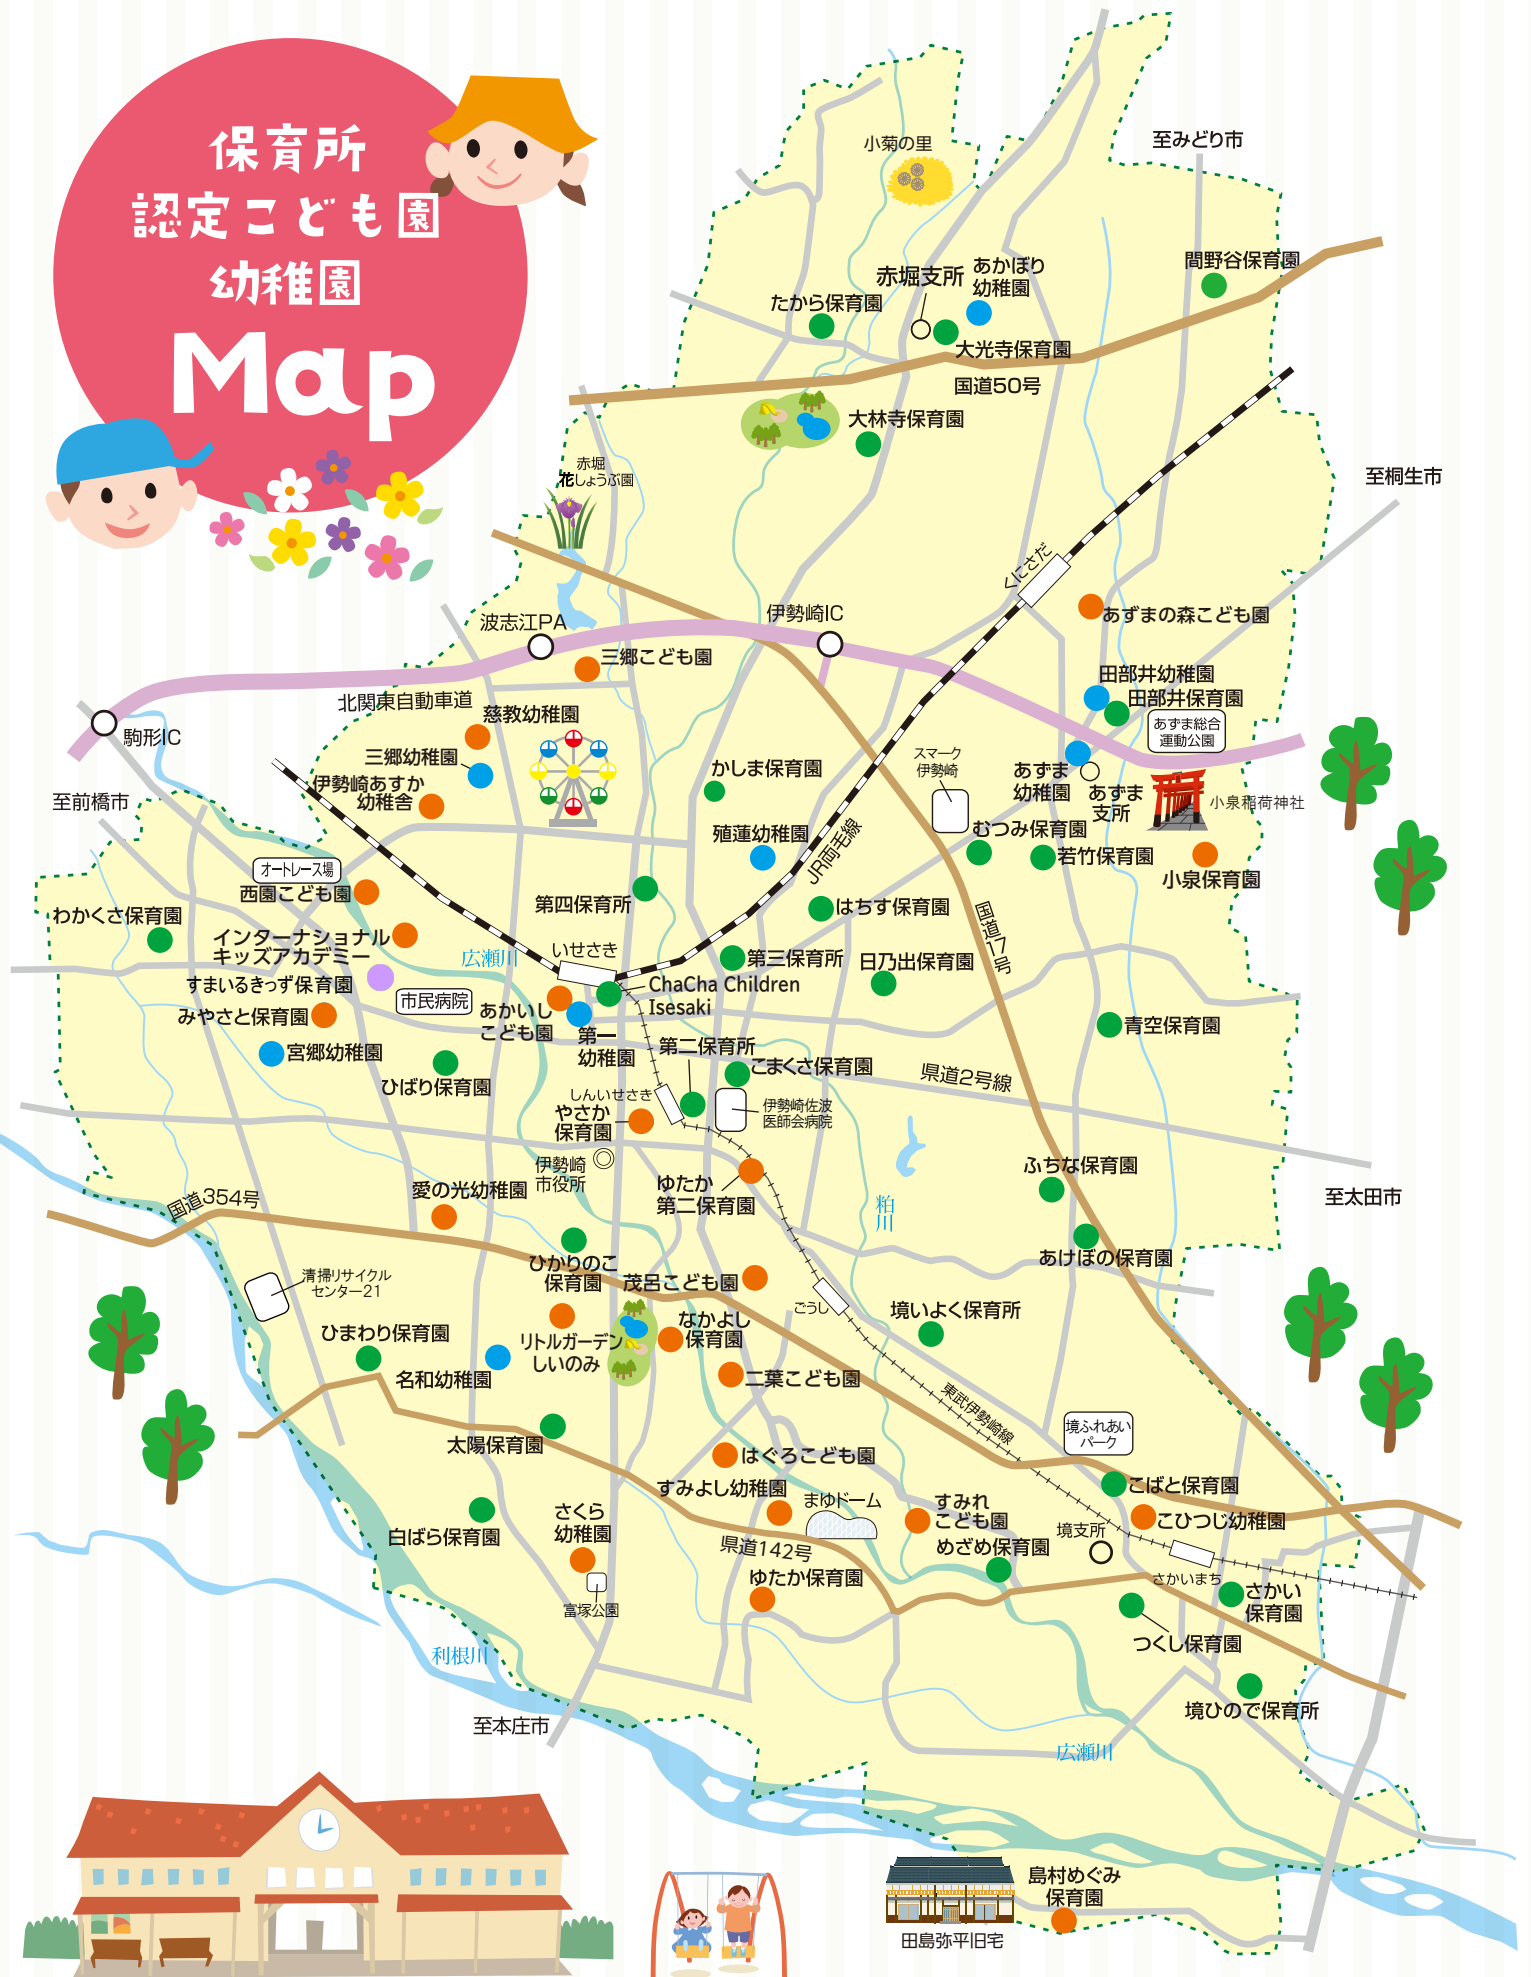 保育所
認定こども園
幼稚園
Map
小菊の里
至みどり市
間野谷保育園
赤堀支所
あかぼり
幼稚園
たから保育園
大光寺保育園
国道50号
大林寺保育園
赤堀
花しょうぶ園
至桐生市
くにさだ
あずまの森こども園
波志江PA
伊勢崎IC
三郷こども園
田部井幼稚園
田部井保育園
北関東自動車道
慈教幼稚園
駒形IC
あずま総合
運動公園
三郷幼稚園
スマーク
伊勢崎
かしま保育園
あずま
幼稚園
伊勢崎あすか
幼稚舎
至前橋市
あずま
支所
小泉稲荷神社
殖蓮幼稚園
JR両毛線
むつみ保育園
若竹保育園
オートレース場
西園こども園
小泉保育園
第四保育所
はちす保育園
わかくさ保育園
国道17号
インターナショナル
キッズアカデミー
広瀬川
いせさき
第三保育所
日乃出保育園
すまいるきっず保育園
市民病院
ChaCha Children
Isesaki
みやさと保育園
あかいし
こども園
第一
幼稚園
青空保育園
宮郷幼稚園
第二保育所
こまくさ保育園
ひばり保育園
県道2号線
しんいせさき
やさか
保育園
伊勢崎佐波
医師会病院
伊勢崎
市役所
ふちな保育園
ゆたか
第二保育園
愛の光幼稚園
国道354号
粕川
至太田市
あけぼの保育園
ひかりのこ
保育園
茂呂こども園
清掃リサイクル
センター21
ごうし
境いよく保育所
ひまわり保育園
なかよし
保育園
リトルガーデン
しいのみ
名和幼稚園
二葉こども園
東武伊勢崎線
境ふれあい
パーク
太陽保育園
はぐろこども園
すみよし幼稚園
こばと保育園
まゆドーム
すみれ
こども園
さくら
幼稚園
白ばら保育園
こひつじ幼稚園
境支所
めざめ保育園
県道142号
ゆたか保育園
さかいまち
さかい
保育園
富塚公園
つくし保育園
利根川
境ひので保育所
至本庄市
広瀬川
島村めぐみ
保育園
田島弥平旧宅